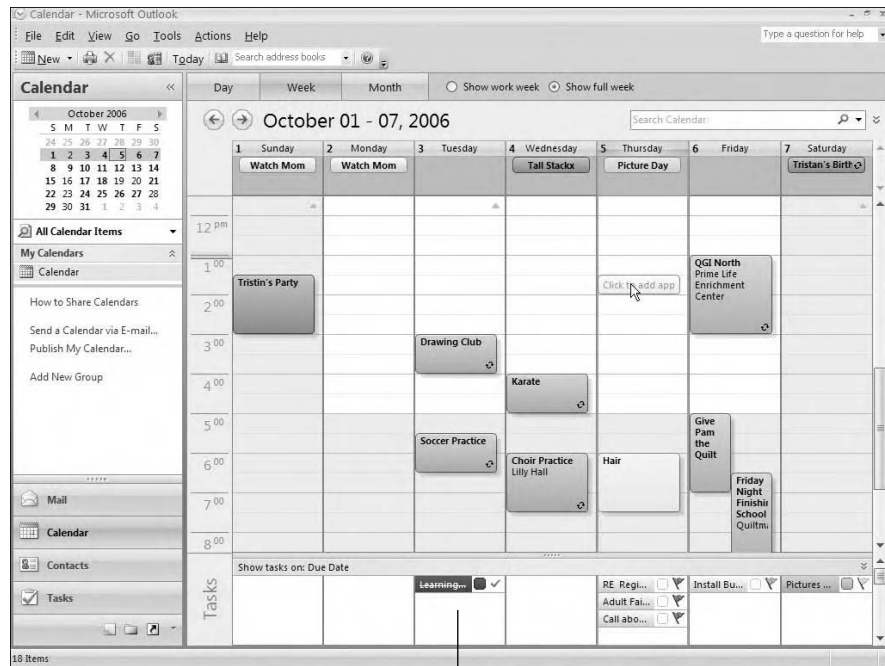 Calendar - Microsoft Outlook
File Edit View Go Tools Actions Help
Type a question for help
New Today Search address books
Calendar «
Day Week Month Show work week Show full week
October 2006
S M T W T F S
24 25 26 27 28 29 30
1 2 3 4 5 6 7
8 9 10 11 12 13 14
15 16 17 18 19 20 21
22 23 24 25 26 27 28
29 30 31 1 2 3 4
October 01 - 07, 2006
Search Calendar
1 Sunday 2 Monday 3 Tuesday 4 Wednesday 5 Thursday 6 Friday 7 Saturday
Watch Mom Watch Mom Tall Stackx Picture Day Tristan's Birth
All Calendar Items
My Calendars
Calendar
How to Share Calendars
Send a Calendar via E-mail...
Publish My Calendar...
Add New Group
12 pm
1 00
2 00
3 00
4 00
5 00
6 00
7 00
8 00
Tristin's Party
Drawing Club
Soccer Practice
Karate
Choir Practice
Lilly Hall
Click to add app
Hair
QGI North
Prime Life
Enrichment
Center
Give
Pam
the
Quilt
Friday
Night
Finishin
School
Quiltma
Mail
Calendar
Contacts
Tasks
Show tasks on: Due Date
Tasks
Learning...
RE Regi...
Adult Fai...
Call abo...
Install Bu...
Pictures ...
18 Items